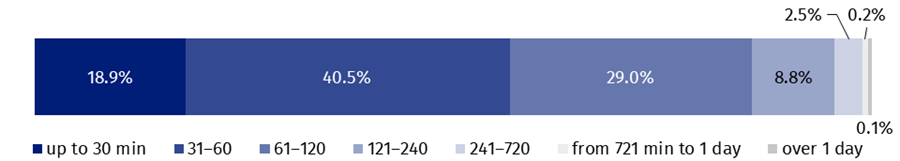 2.5% 0.2%
18.9% 40.5% 29.0% 8.8%
0.1%
up to 30 min 31–60 61–120 121–240 241–720 from 721 min to 1 day over 1 day